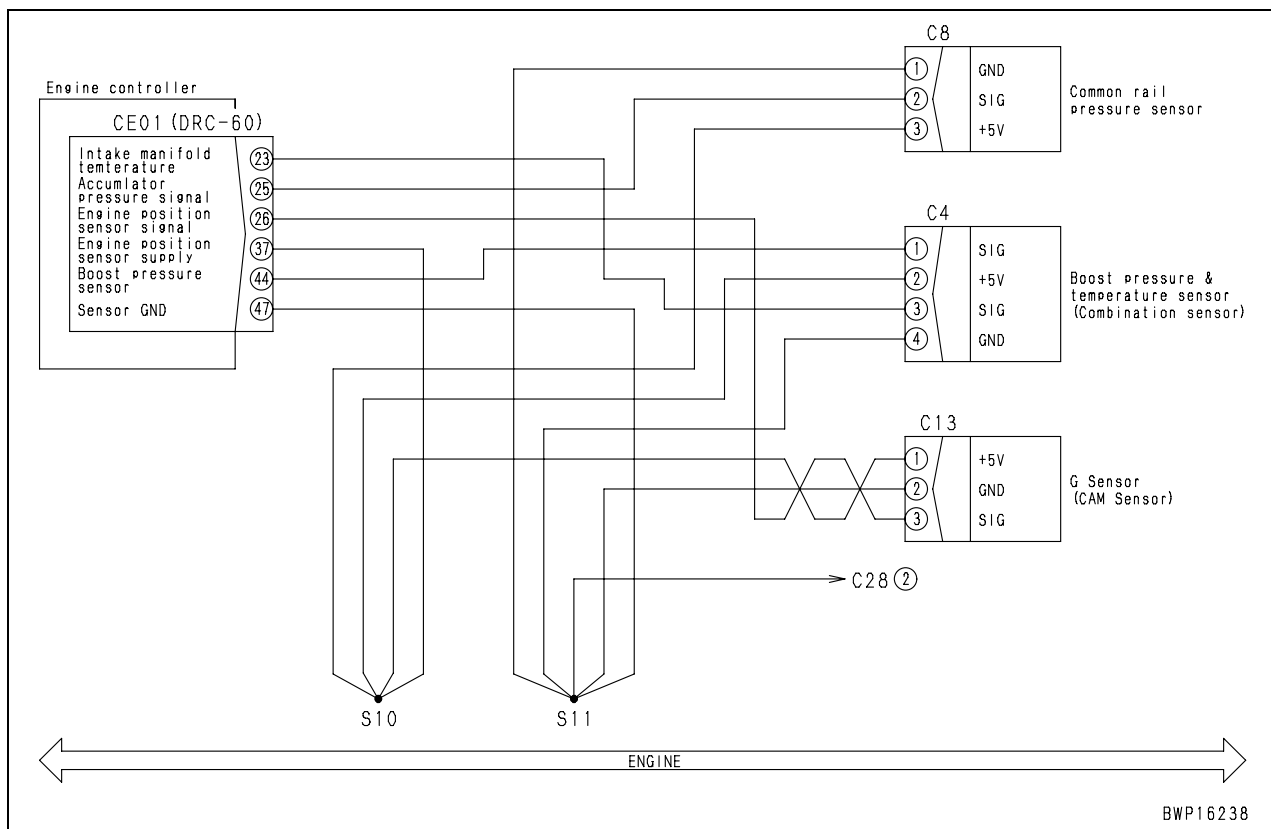 Engine controller
CE01 (DRC-60)
Intake manifold
temterature
23
Accumlator
pressure signal
25
Engine position
sensor signal
26
Engine position
sensor supply
37
Boost pressure
sensor
44
Sensor GND
47
C8
1 GND
2 SIG
3 +5V
Common rail
pressure sensor
C4
1 SIG
2 +5V
3 SIG
4 GND
Boost pressure &
temperature sensor
(Combination sensor)
C13
1 +5V
2 GND
3 SIG
G Sensor
(CAM Sensor)
C28 2
S10
S11
ENGINE
BWP16238